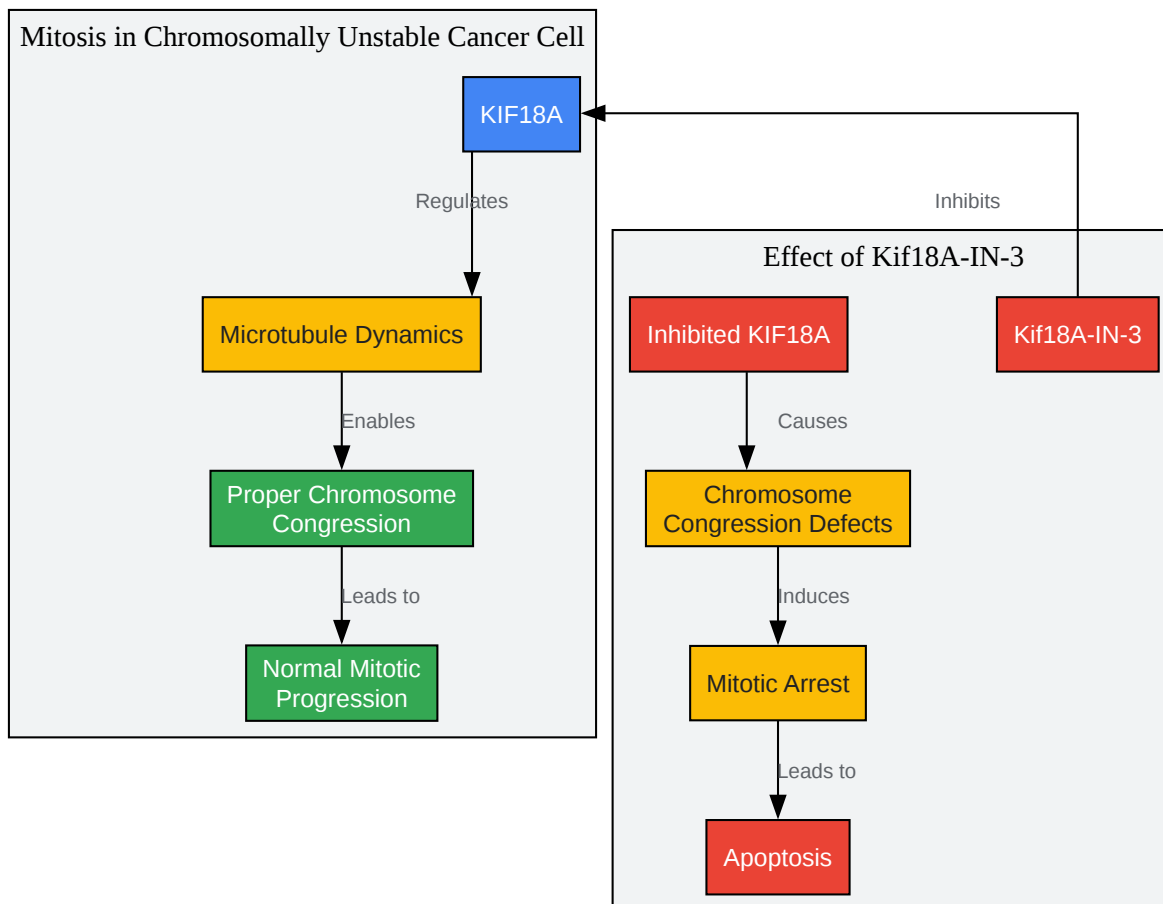 Mitosis in Chromosomally Unstable Cancer Cell
KIF18A
Regulates
Microtubule Dynamics
Enables
Proper Chromosome
Congression
Leads to
Normal Mitotic
Progression
Inhibits
Effect of Kif18A-IN-3
Inhibited KIF18A
Kif18A-IN-3
Causes
Chromosome
Congression Defects
Induces
Mitotic Arrest
Leads to
Apoptosis